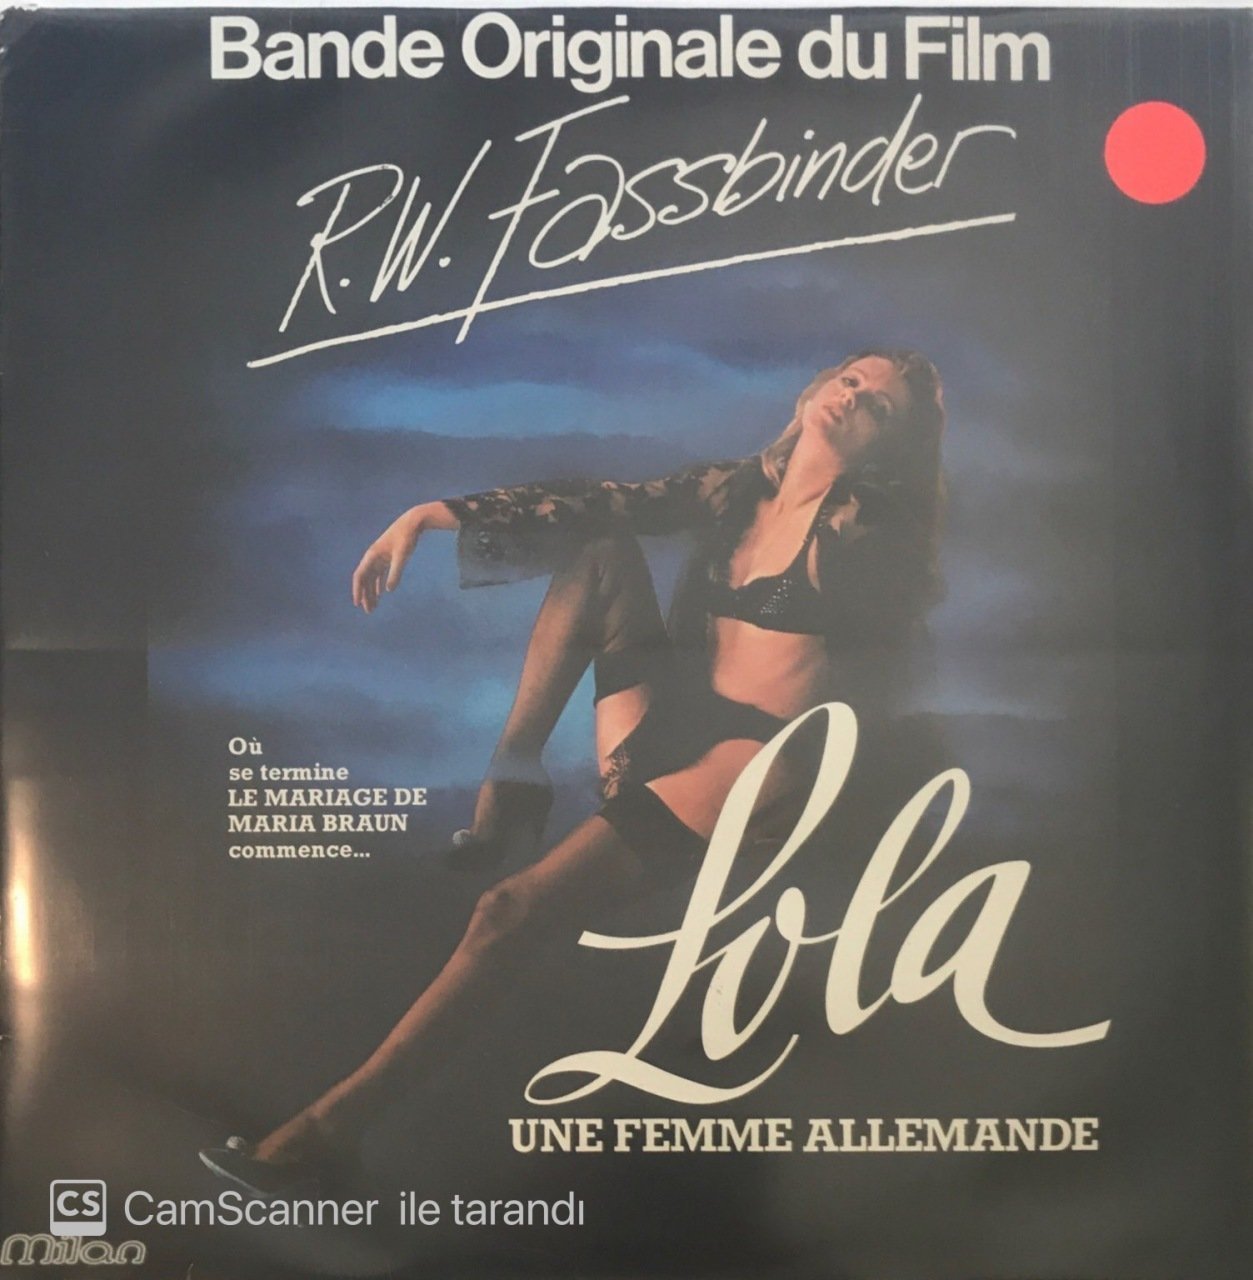 Bande Originale du Film
R.W. Fassbinder
Où
se termine
LE MARIAGE DE
MARIA BRAUN
commence...
Lola
UNE FEMME ALLEMANDE
CS CamScanner ile tarandı
Milan